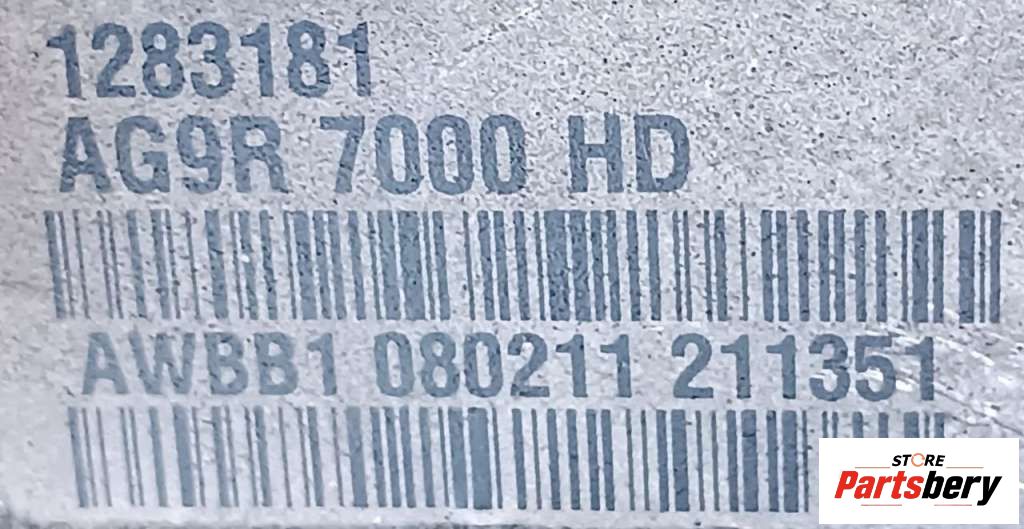 1283181
AG9R 7000 HD
AWBB1 080211 211351
STORE
Partsbery